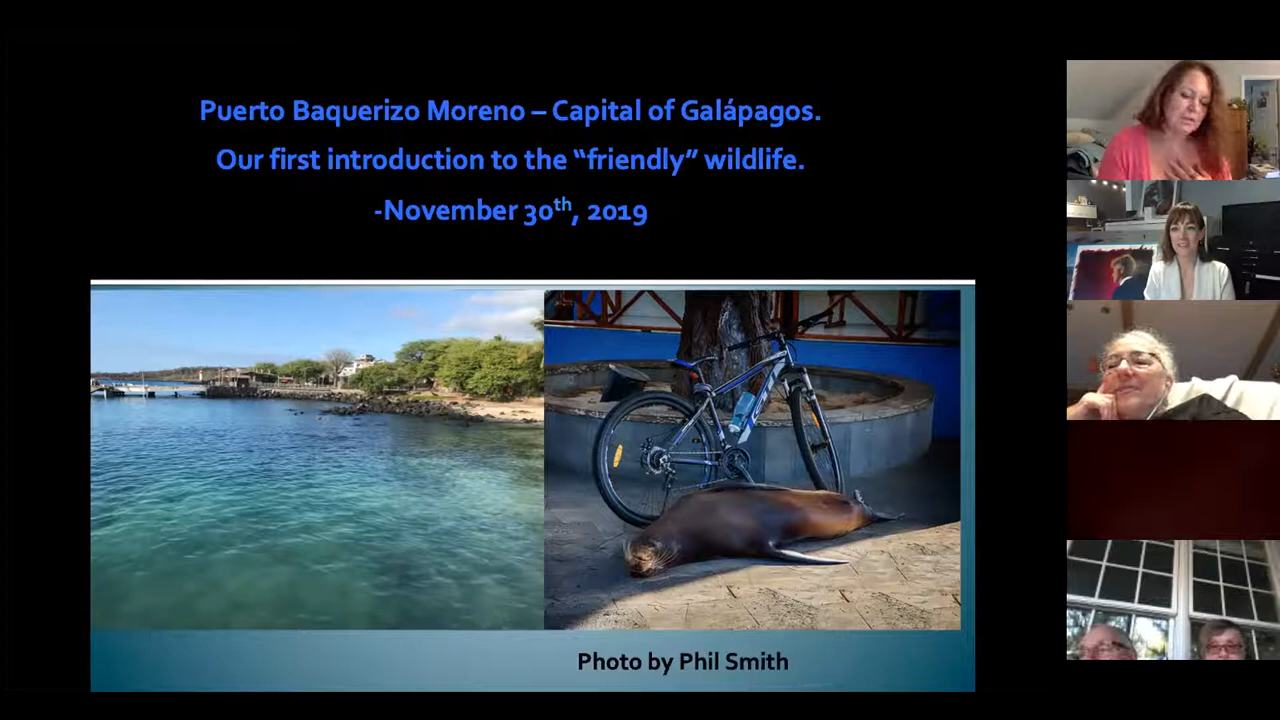 Puerto Baquerizo Moreno – Capital of Galápagos.
Our first introduction to the “friendly” wildlife.
-November 30th, 2019
Photo by Phil Smith